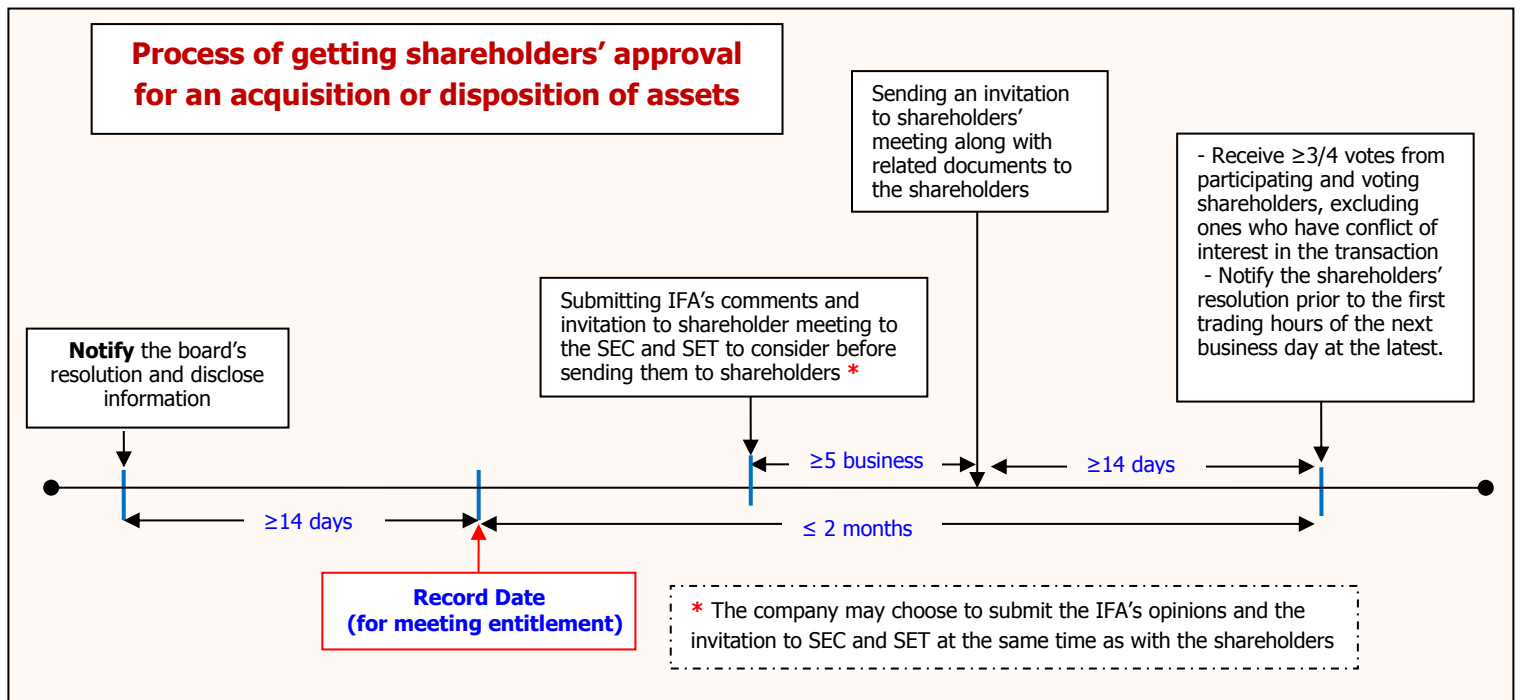 Process of getting shareholders’ approval
for an acquisition or disposition of assets
Sending an invitation
to shareholders’
meeting along with
related documents to
the shareholders
- Receive ≥3/4 votes from
participating and voting
shareholders, excluding
ones who have conflict of
interest in the transaction
- Notify the shareholders’
resolution prior to the first
trading hours of the next
business day at the latest.
Submitting IFA’s comments and
invitation to shareholder meeting to
the SEC and SET to consider before
sending them to shareholders *
Notify the board’s
resolution and disclose
information
≥5 business
≥14 days
≥14 days
≤ 2 months
Record Date
(for meeting entitlement)
* The company may choose to submit the IFA’s opinions and the
invitation to SEC and SET at the same time as with the shareholders